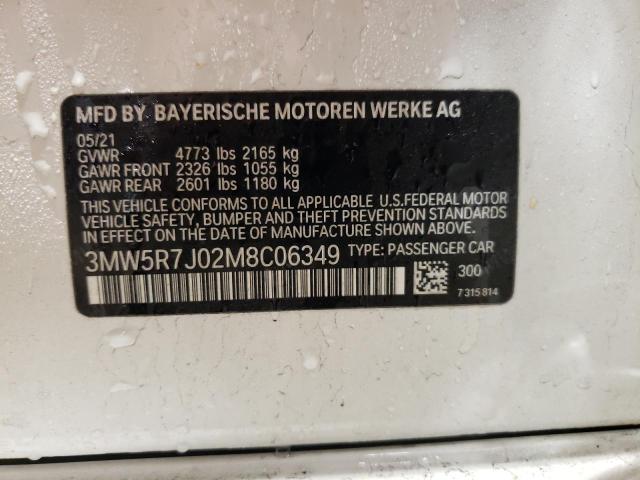 MFD BY BAYERISCHE MOTOREN WERKE AG
05/21
GVWR 4773 lbs 2165 kg
GAWR FRONT 2326 lbs 1055 kg
GAWR REAR 2601 lbs 1180 kg
THIS VEHICLE CONFORMS TO ALL APPLICABLE U.S.FEDERAL MOTOR
VEHICLE SAFETY, BUMPER AND THEFT PREVENTION STANDARDS
IN EFFECT ON THE DATE OF MANUFACTURE SHOWN ABOVE.
3MW5R7J02M8C06349 TYPE: PASSENGER CAR
300
7 315 814